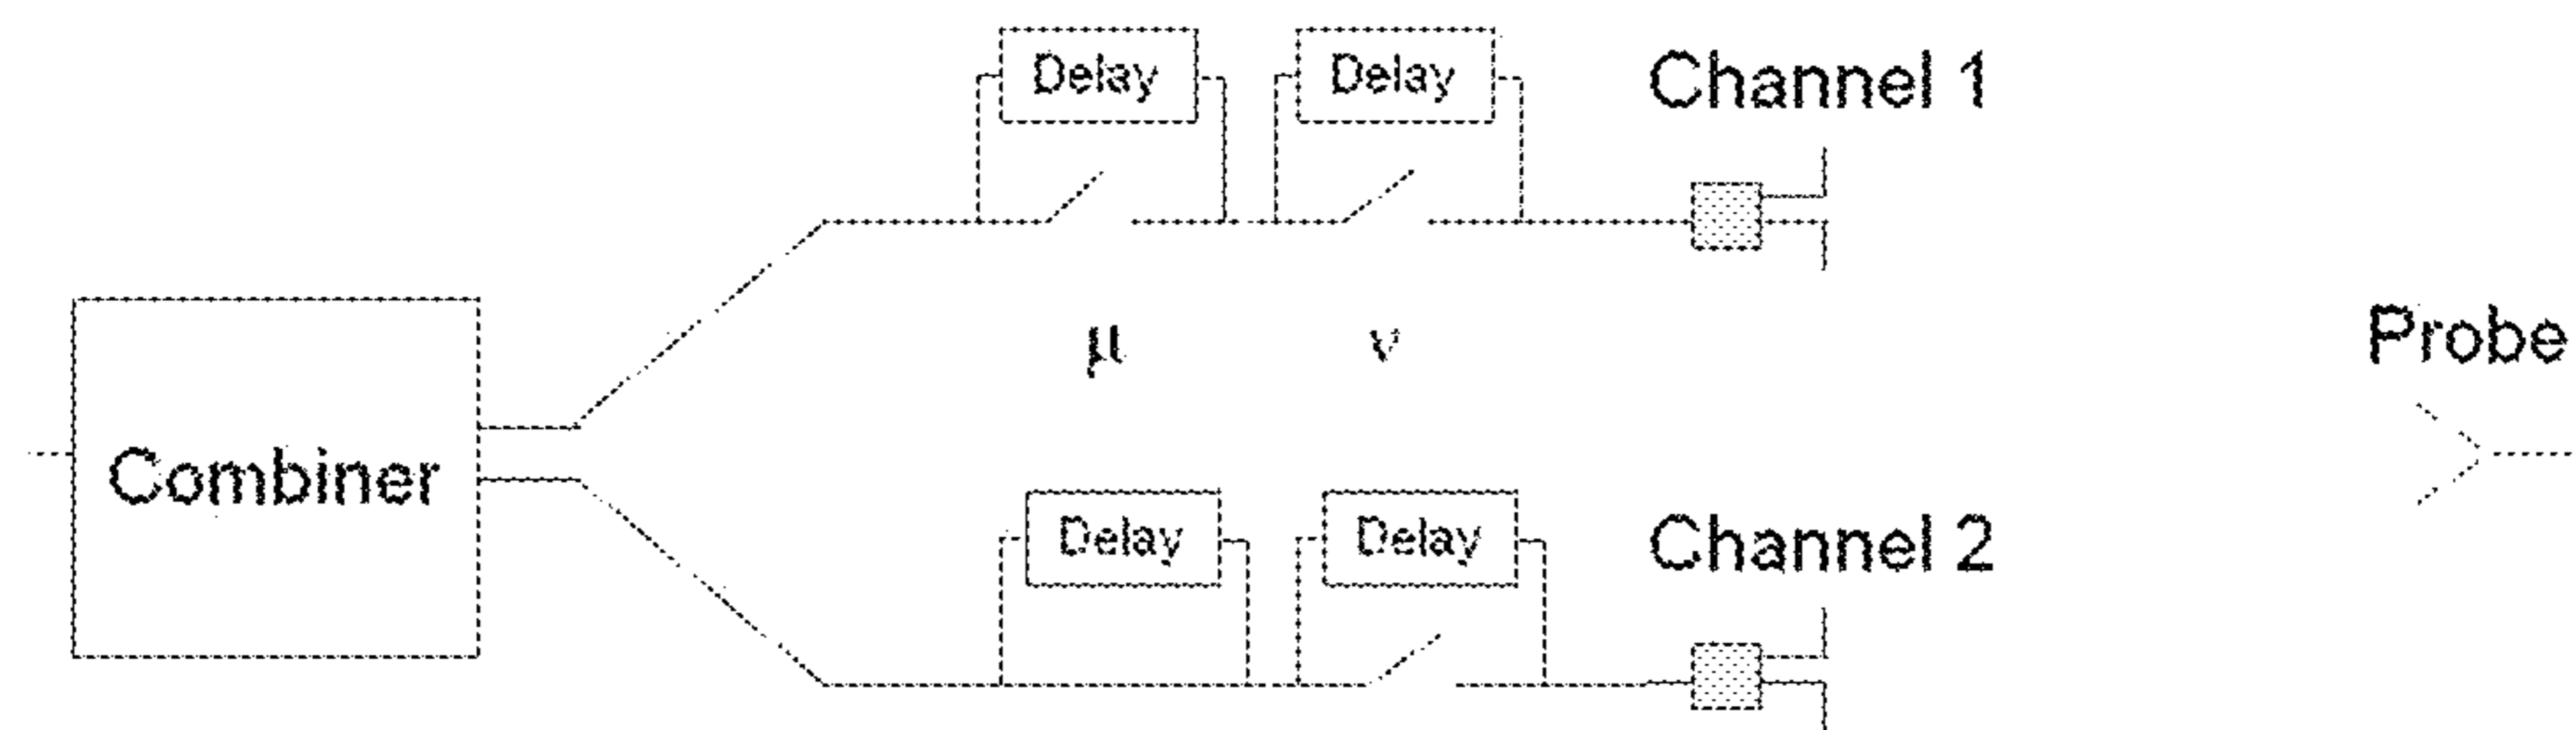 Delay Delay Channel 1
μ ν Probe
Combiner
Delay Delay Channel 2